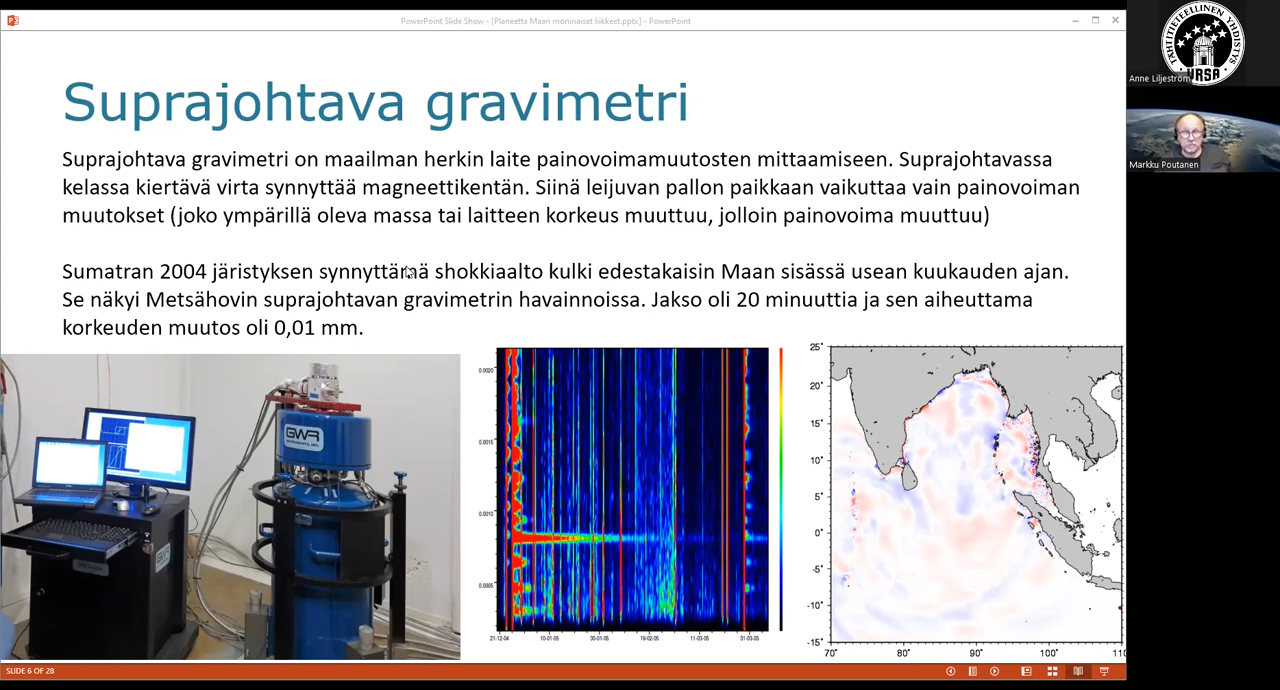 PowerPoint Slide Show - [Planeetta Maan moninaiset liikkeet.pptx] - PowerPoint
TÄHTITIETEELLINEN YHDISTYS
URSA
Anne Liljeström
Markku Poutanen
Suprajohtava gravimetri
Suprajohtava gravimetri on maailman herkin laite painovoimamuutosten mittaamiseen. Suprajohtavassa
kelassa kiertävä virta synnyttää magneettikentän. Siinä leijuvan pallon paikkaan vaikuttaa vain painovoiman
muutokset (joko ympärillä oleva massa tai laitteen korkeus muuttuu, jolloin painovoima muuttuu)
Sumatran 2004 järistyksen synnyttämä shokkiaalto kulki edestakaisin Maan sisässä usean kuukauden ajan.
Se näkyi Metsähovin suprajohtavan gravimetrin havainnoissa. Jakso oli 20 minuuttia ja sen aiheuttama
korkeuden muutos oli 0,01 mm.
GWR
INSTRUMENTS, INC.
0.0020
0.0015
0.0010
0.0005
21-12-04 10-01-05 30-01-05 19-02-05 11-03-05 31-03-05
25°
20°
15°
10°
5°
0°
-5°
-10°
-15°
70° 80° 90° 100° 110
SLIDE 6 OF 28